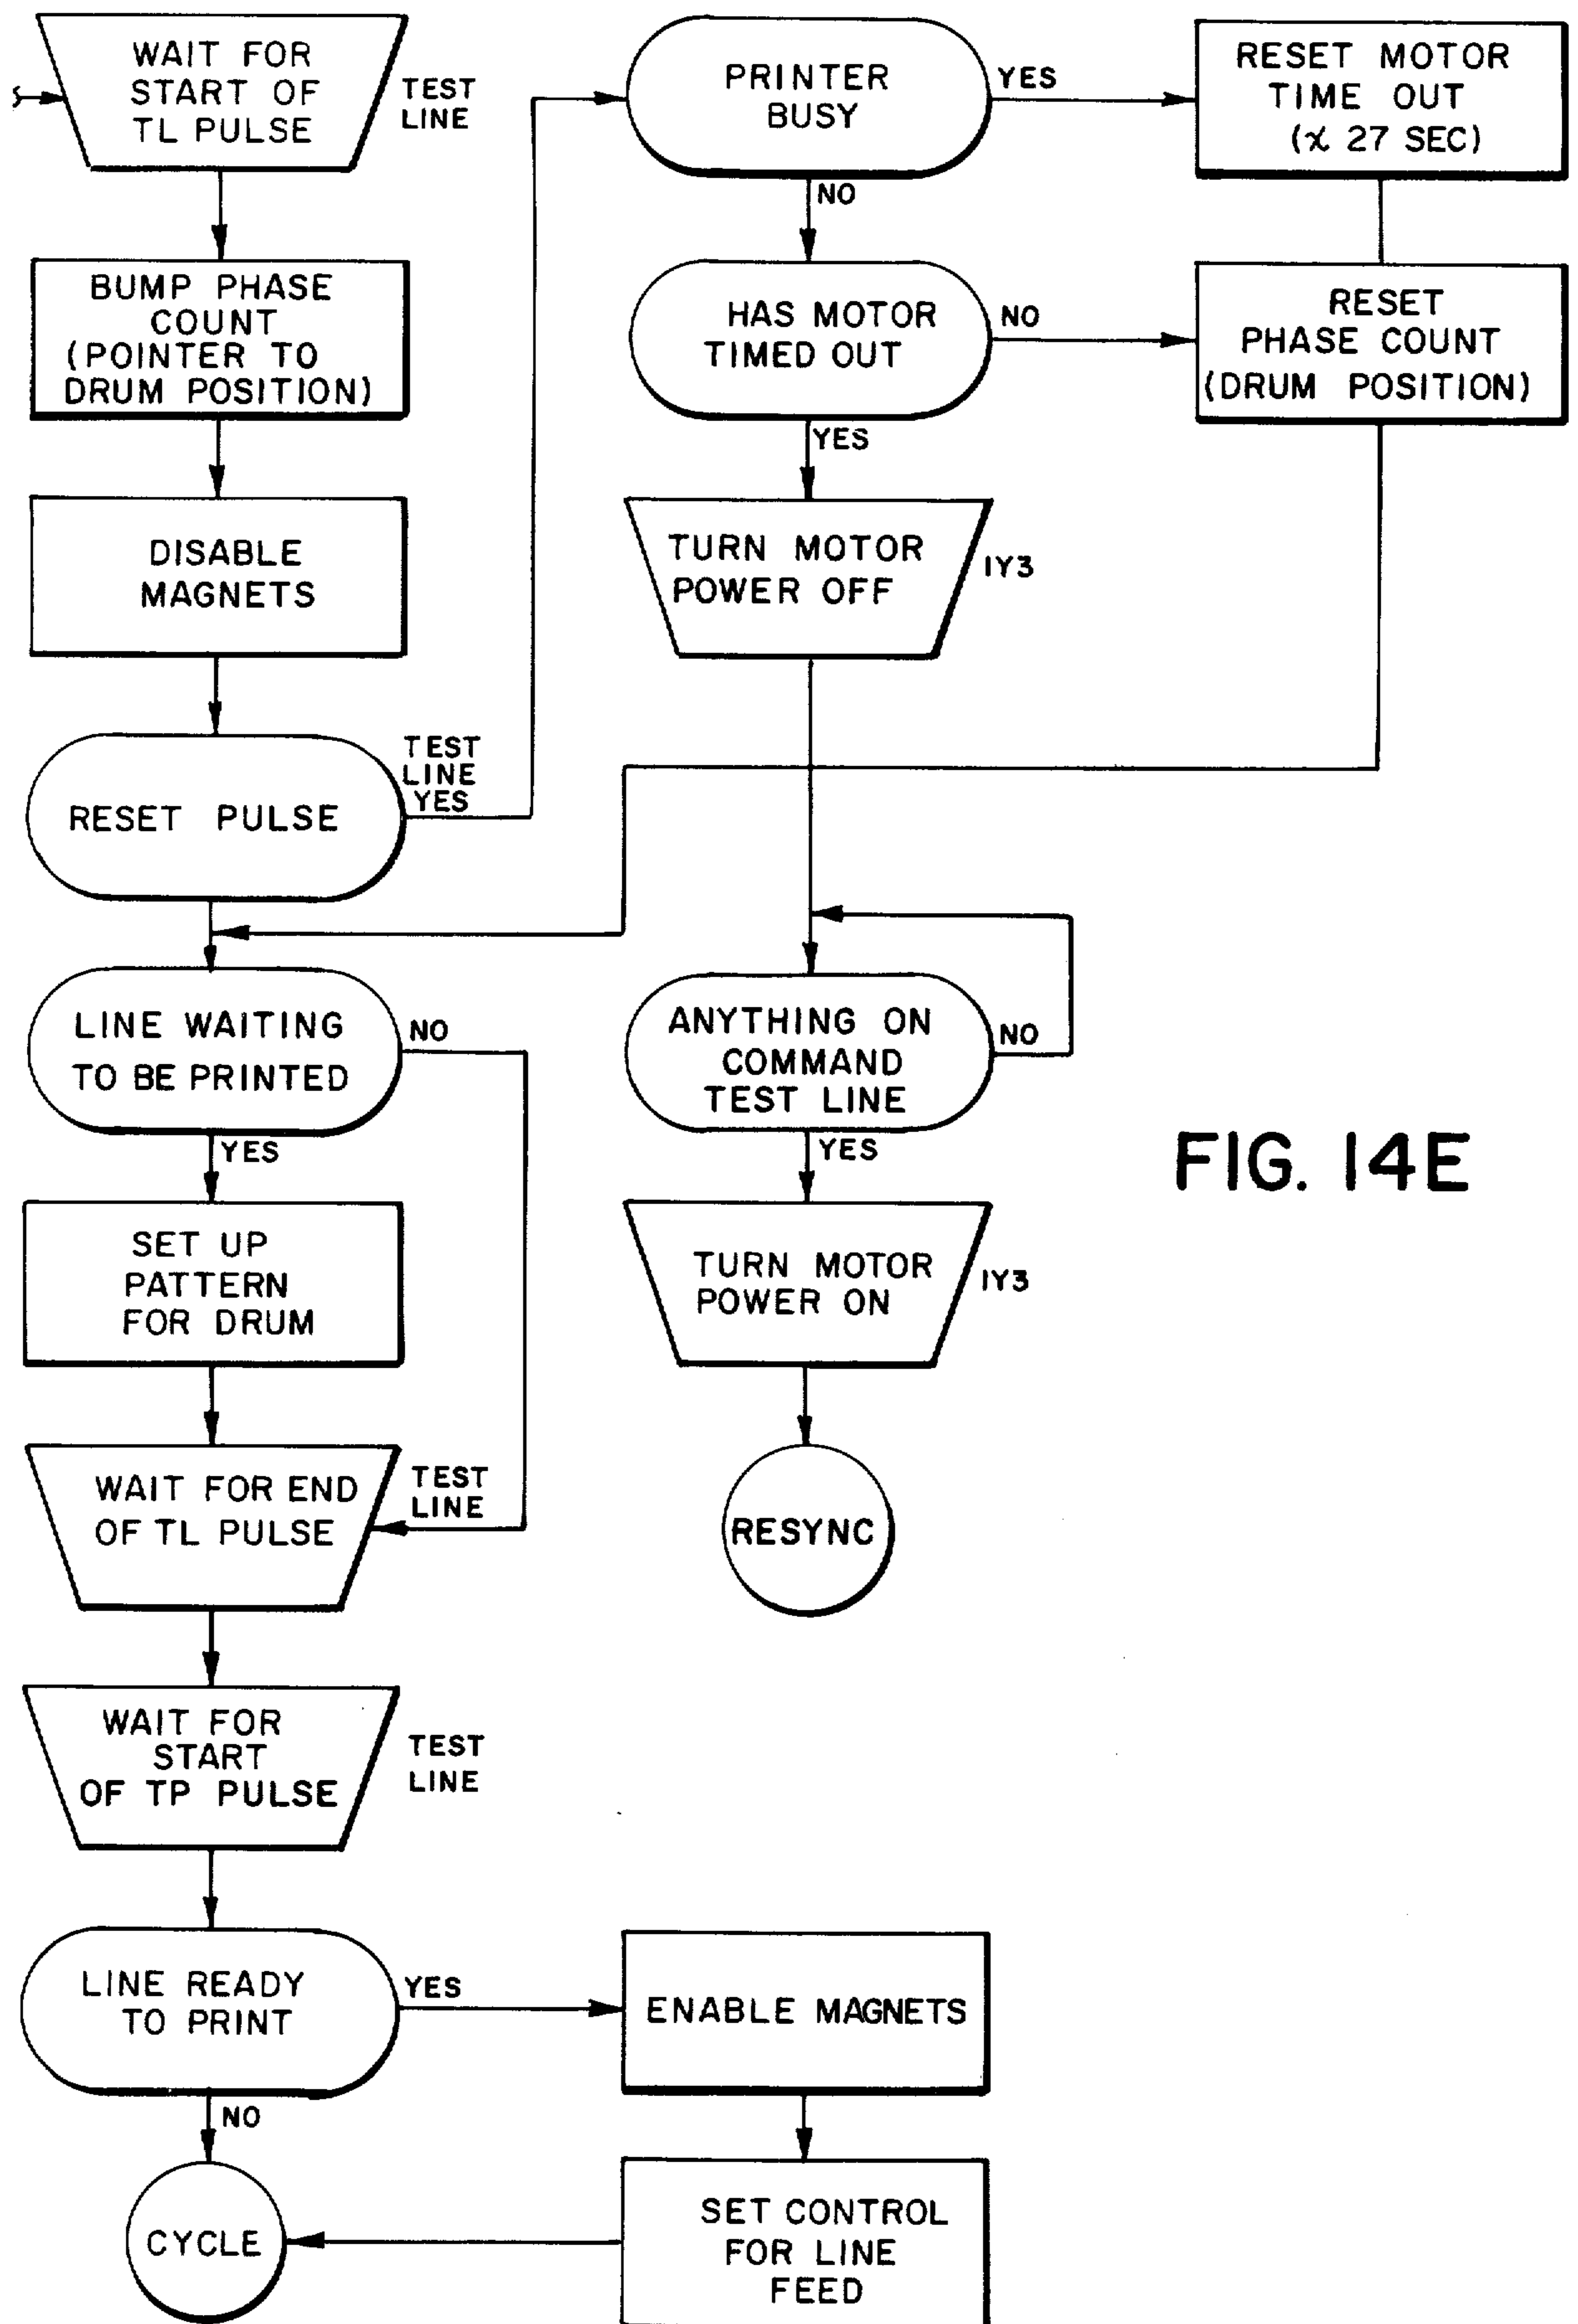 WAIT FOR
START OF
TL PULSE
TEST
LINE
BUMP PHASE
COUNT
(POINTER TO
DRUM POSITION)
DISABLE
MAGNETS
RESET PULSE
TEST
LINE
YES
LINE WAITING
TO BE PRINTED
NO
YES
SET UP
PATTERN
FOR DRUM
WAIT FOR END
OF TL PULSE
TEST
LINE
WAIT FOR
START
OF TP PULSE
TEST
LINE
LINE READY
TO PRINT
YES
NO
CYCLE
PRINTER
BUSY
YES
NO
HAS MOTOR
TIMED OUT
NO
YES
TURN MOTOR
POWER OFF
1Y3
ANYTHING ON
COMMAND
TEST LINE
NO
YES
TURN MOTOR
POWER ON
1Y3
RESYNC
ENABLE MAGNETS
SET CONTROL
FOR LINE
FEED
RESET MOTOR
TIME OUT
(% 27 SEC)
RESET
PHASE COUNT
(DRUM POSITION)
FIG. 14E